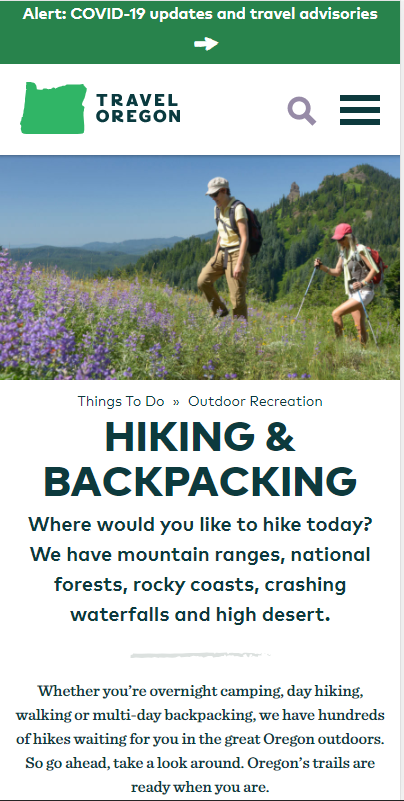 Alert: COVID-19 updates and travel advisories
TRAVEL
OREGON
Things To Do » Outdoor Recreation
HIKING &
BACKPACKING
Where would you like to hike today?
We have mountain ranges, national
forests, rocky coasts, crashing
waterfalls and high desert.
Whether you’re overnight camping, day hiking,
walking or multi-day backpacking, we have hundreds
of hikes waiting for you in the great Oregon outdoors.
So go ahead, take a look around. Oregon’s trails are
ready when you are.